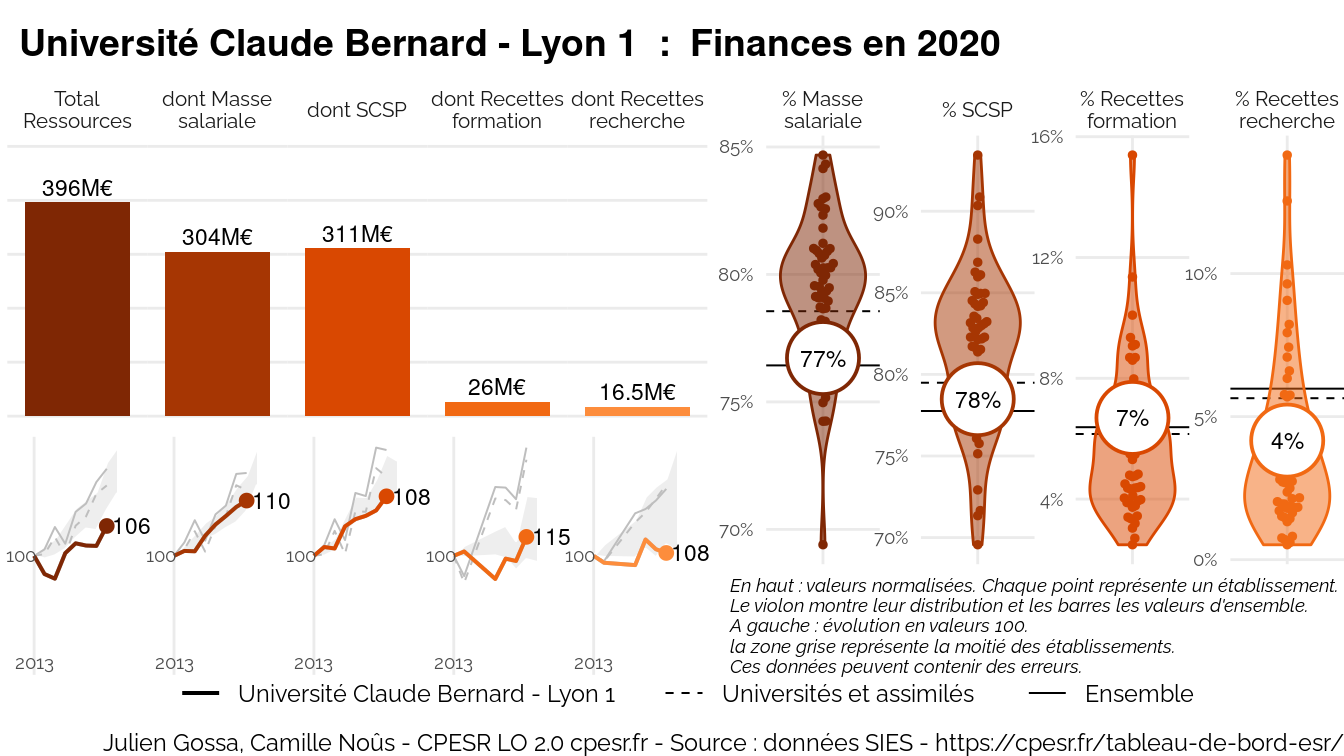 Université Claude Bernard - Lyon 1 : Finances en 2020
Total
Ressources
dont Masse
salariale
dont SCSP
dont Recettes
formation
dont Recettes
recherche
396M€
304M€
311M€
26M€
16.5M€
100
106
2013
100
110
2013
100
108
2013
100
115
2013
100
108
2013
% Masse
salariale
85%
80%
75%
70%
77%
% SCSP
90%
85%
80%
75%
70%
78%
% Recettes
formation
16%
12%
8%
4%
7%
% Recettes
recherche
10%
5%
0%
4%
En haut : valeurs normalisées. Chaque point représente un établissement.
Le violon montre leur distribution et les barres les valeurs d'ensemble.
A gauche : évolution en valeurs 100.
la zone grise représente la moitié des établissements.
Ces données peuvent contenir des erreurs.
Université Claude Bernard - Lyon 1
Universités et assimilés
Ensemble
Julien Gossa, Camille Noûs - CPESR LO 2.0 cpesr.fr - Source : données SIES - https://cpesr.fr/tableau-de-bord-esr/